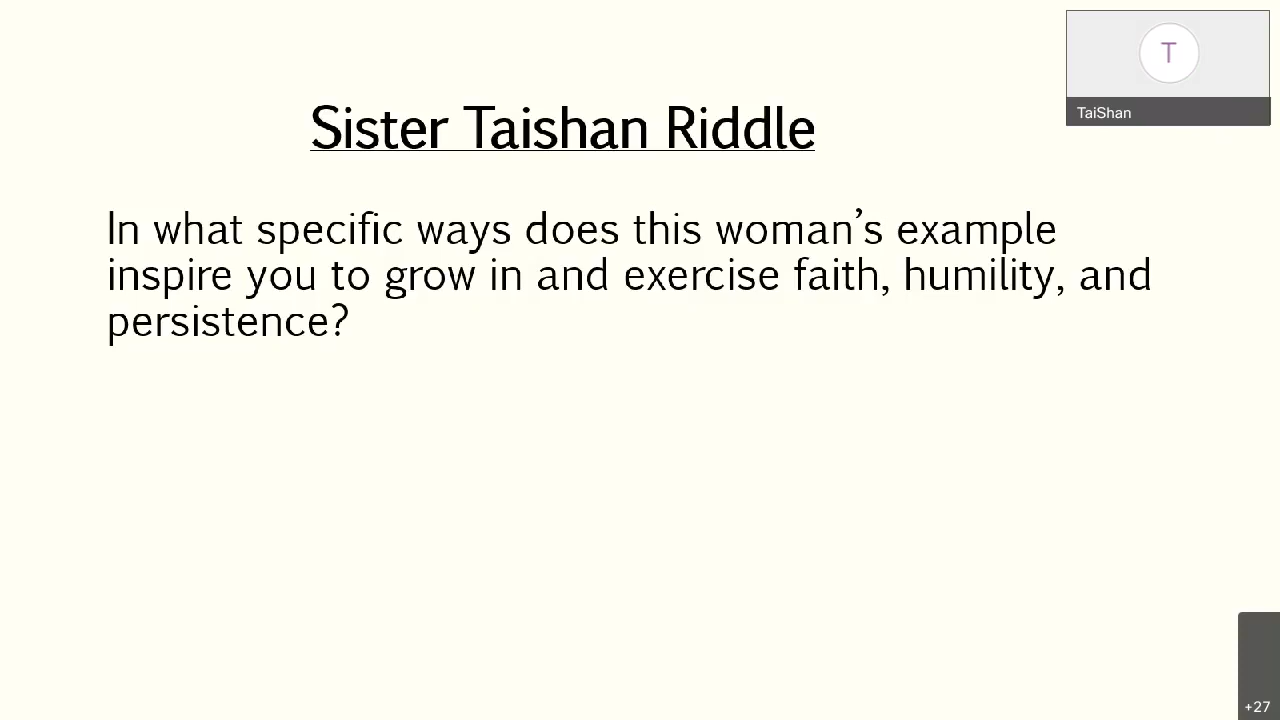 T
TaiShan
Sister Taishan Riddle
In what specific ways does this woman’s example
inspire you to grow in and exercise faith, humility, and
persistence?
+27